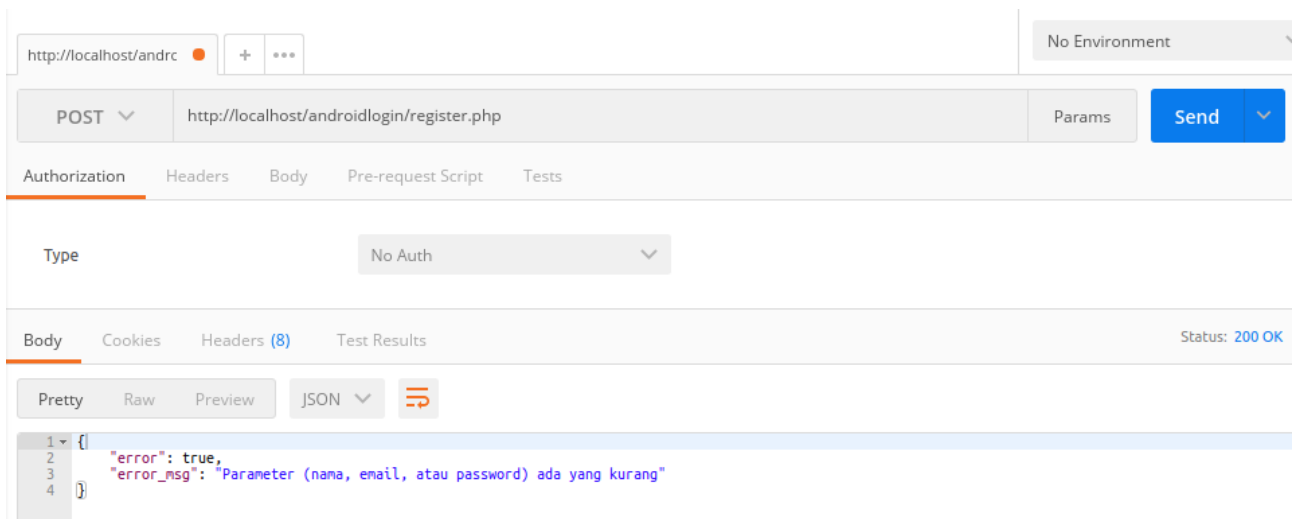 http://localhost/andrc + •••
No Environment
POST http://localhost/androidlogin/register.php Params Send
Authorization Headers Body Pre-request Script Tests
Type No Auth
Body Cookies Headers (8) Test Results Status: 200 OK
Pretty Raw Preview JSON
1 {
2 "error": true,
3 "error_msg": "Parameter (nama, email, atau password) ada yang kurang"
4 }